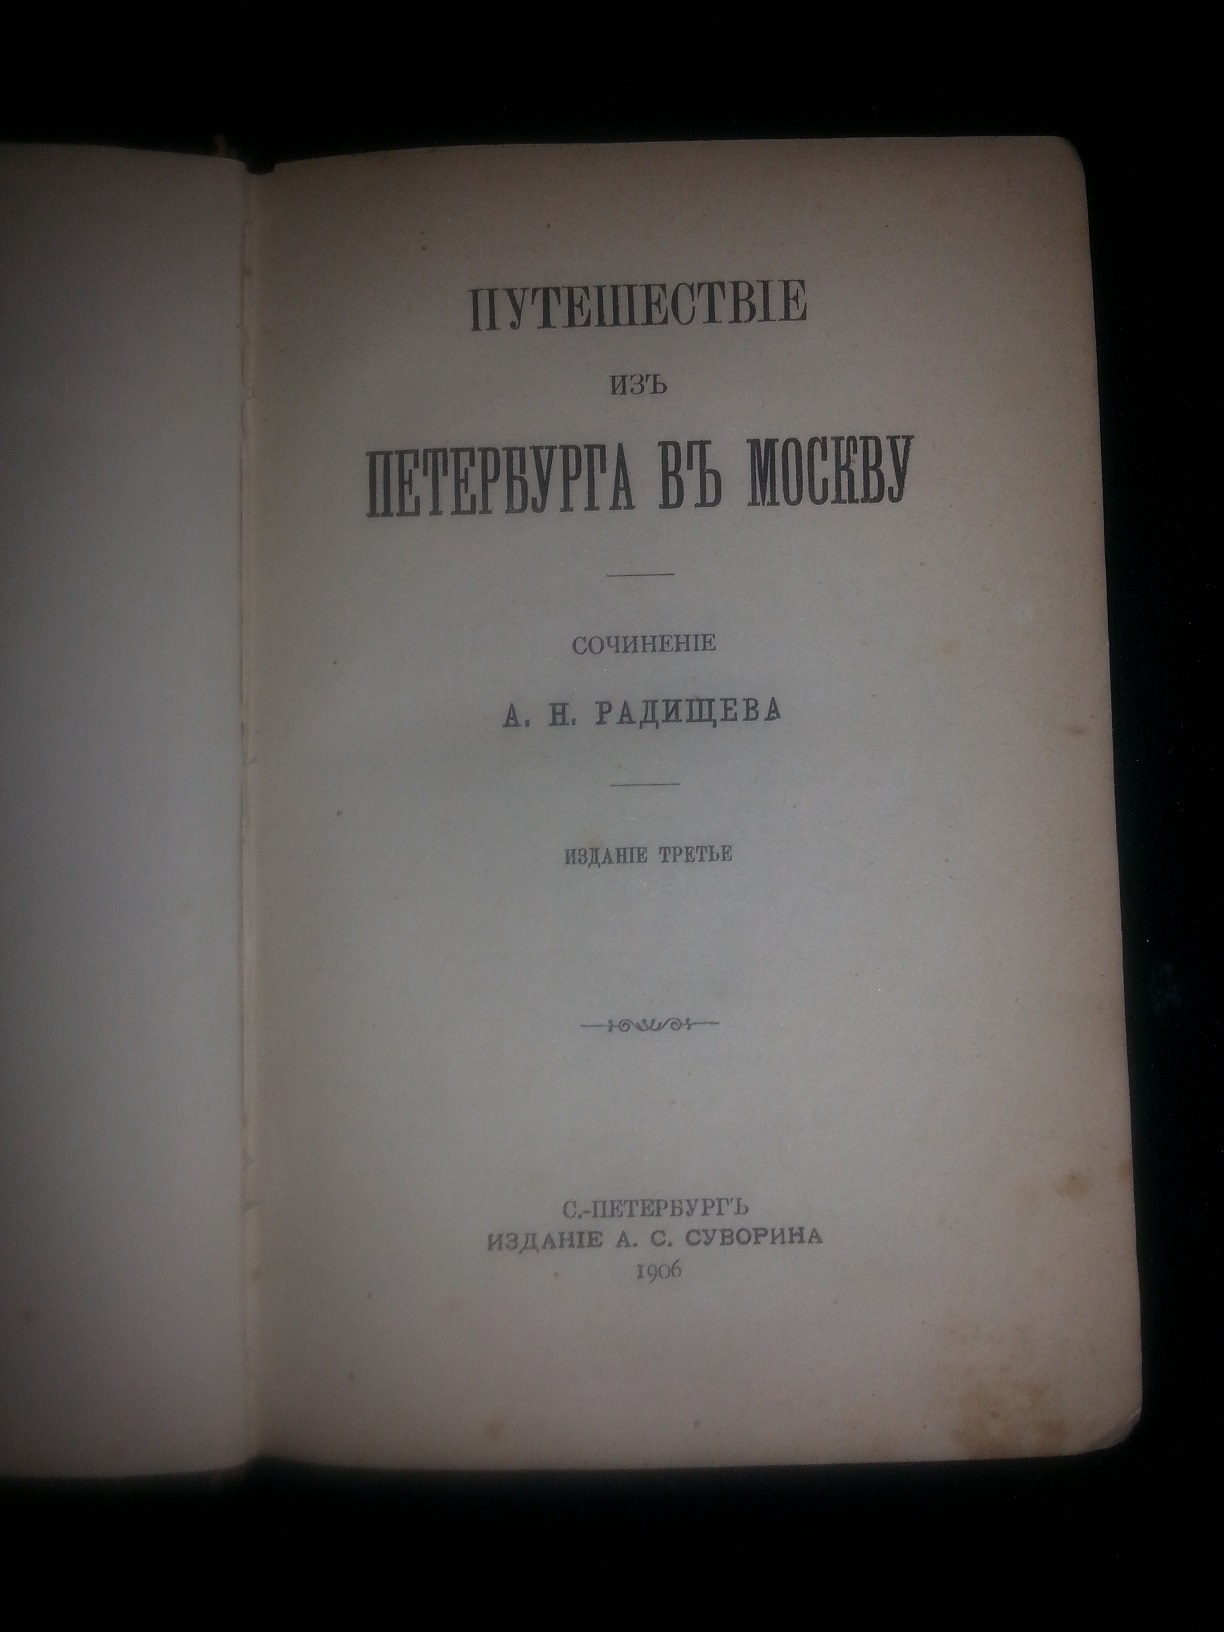 ПУТЕШЕСТВІЕ
ИЗЪ
ПЕТЕРБУРГА ВЪ МОСКВУ
СОЧИНЕНІЕ
А. Н. РАДИЩЕВА
ИЗДАНІЕ ТРЕТЬЕ
С.-ПЕТЕРБУРГЪ
ИЗДАНІЕ А. С. СУВОРИНА
1906